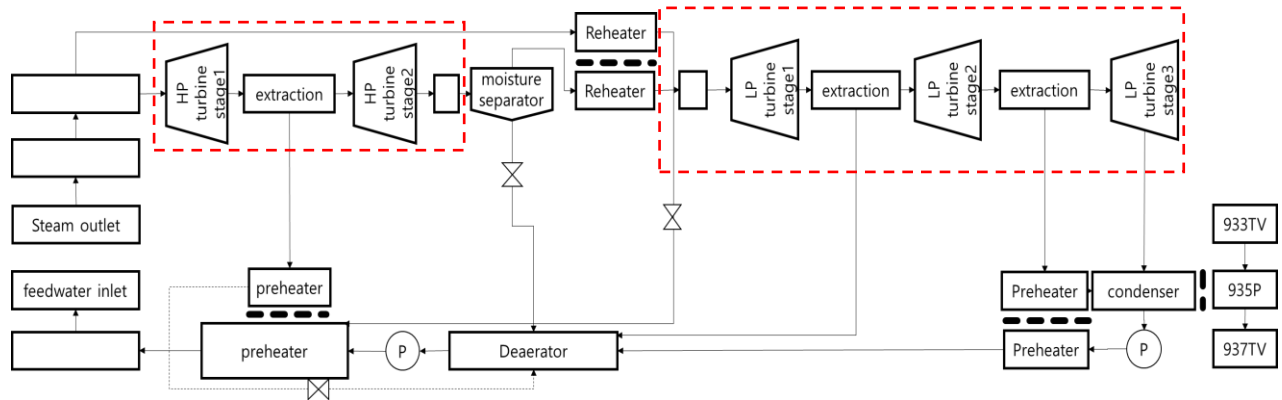 Reheater
HP
turbine
stage1
extraction
HP
turbine
stage2
moisture
separator
Reheater
LP
turbine
stage1
extraction
LP
turbine
stage2
extraction
LP
turbine
stage3
Steam outlet
933TV
feedwater inlet
preheater
Preheater
condenser
935P
preheater
P
Deaerator
Preheater
P
937TV